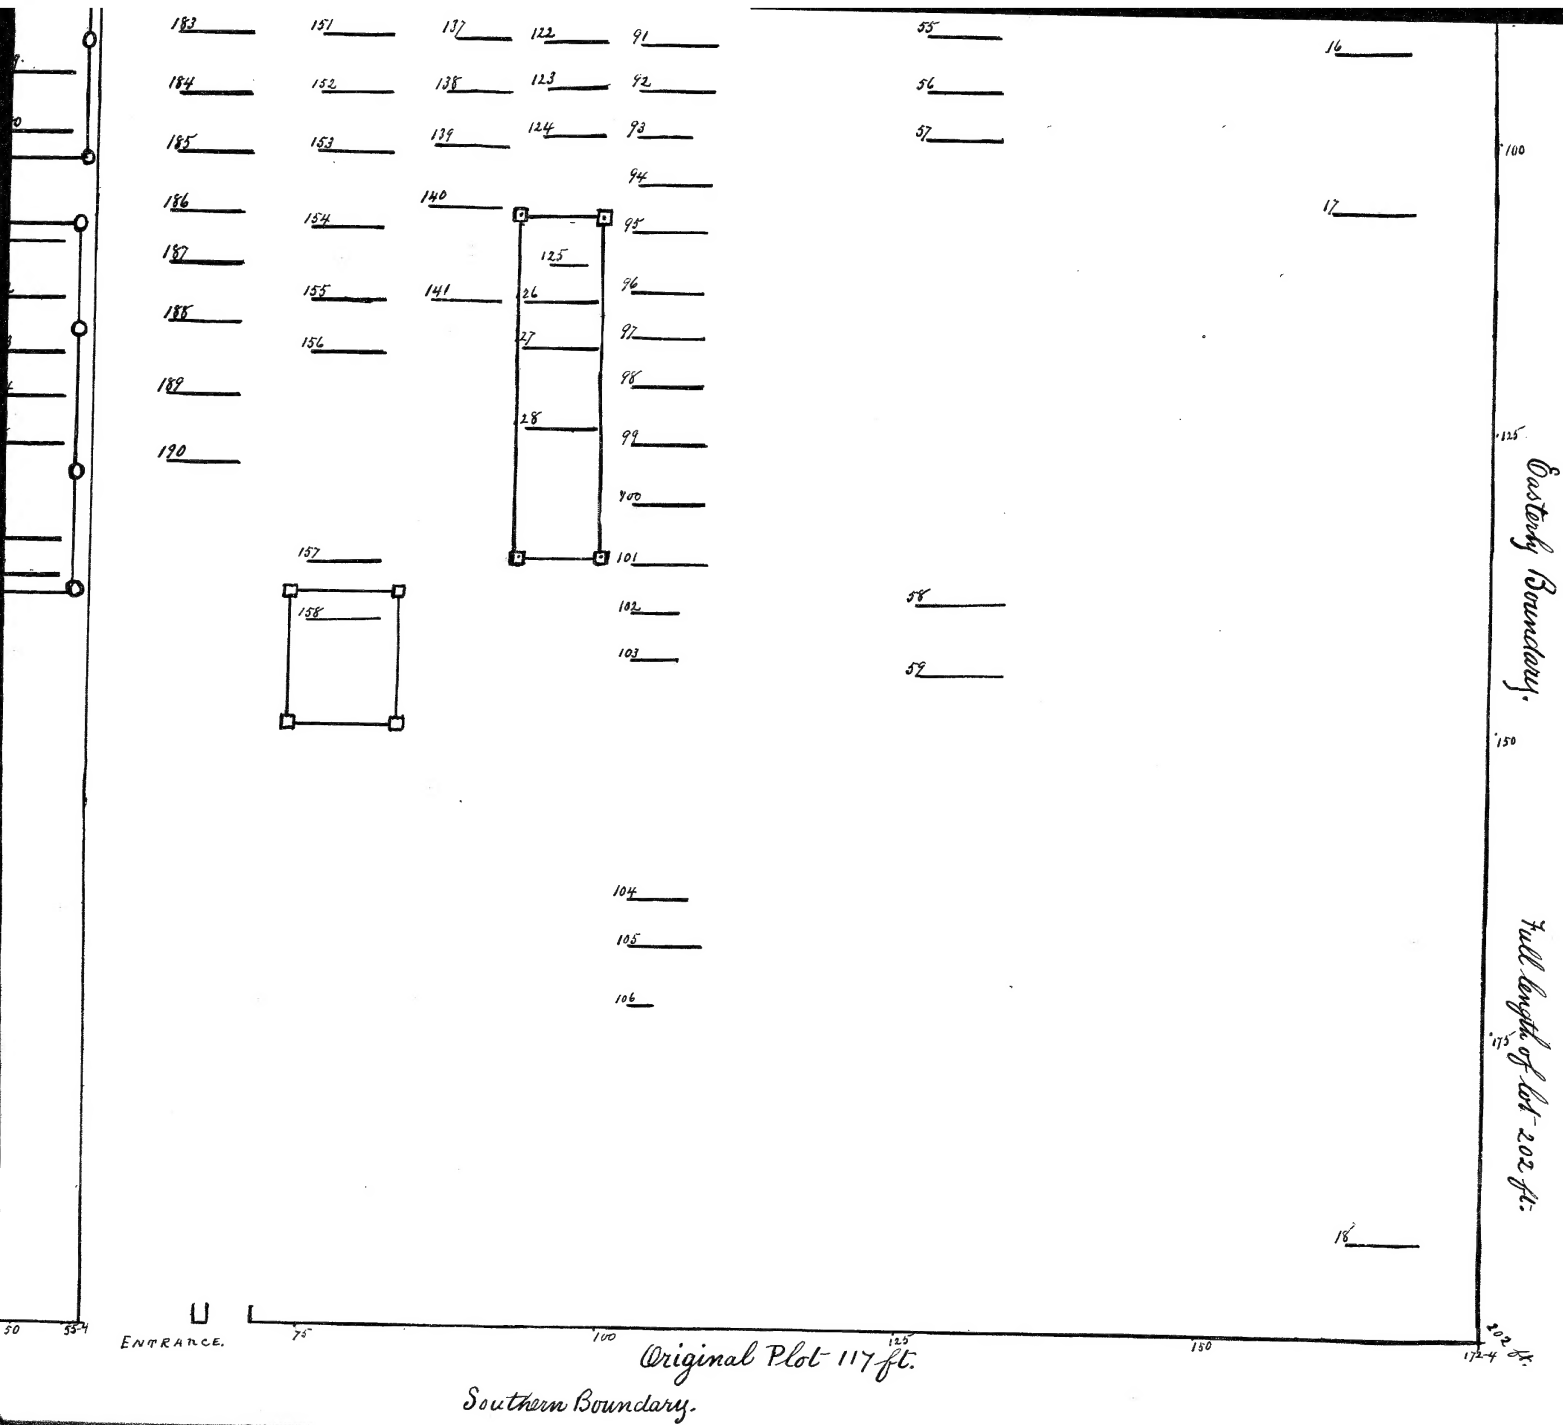 183 151 137 122 91 55 16
9.
184 152 138 123 92 56
0
185 153 139 124 93 57 100
94
186 154 140 95 17
187 125
155 141 26 96
188 27 97
156
189 98
28 99 125
190
100
157 101
158 102 58
103 59
150
104
105
106
175
18
Easterly Boundary.
Full length of lot 202 ft.
50 55-4 75 100 125 150 172-4 202 ft.
ENTRANCE.
Original Plot 117 ft.
Southern Boundary.